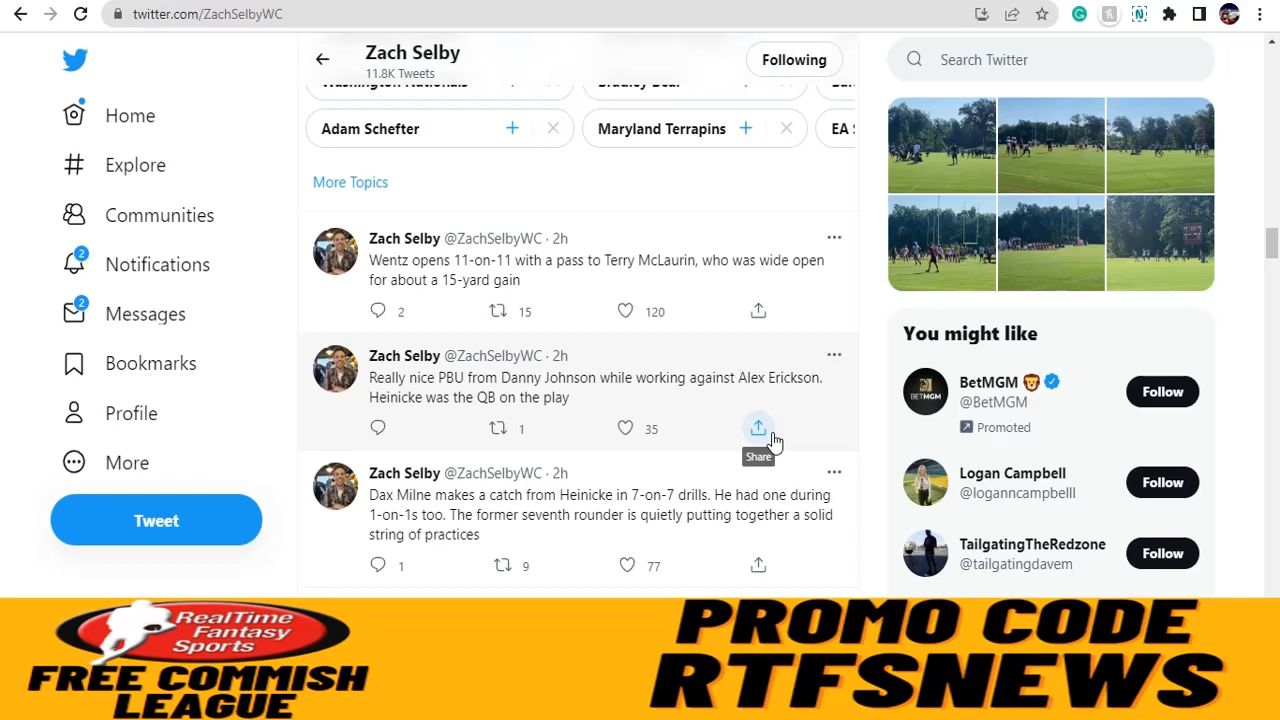 twitter.com/ZachSelbyWC
Zach Selby
11.8K Tweets
Following
Search Twitter
Home
Explore
Communities
2
Notifications
2
Messages
Bookmarks
Profile
More
Tweet
Washington Nationals
Bradley Beal
Adam Schefter
Maryland Terrapins
EA
More Topics
Zach Selby @ZachSelbyWC · 2h
Wentz opens 11-on-11 with a pass to Terry McLaurin, who was wide open
for about a 15-yard gain
2 15 120
Zach Selby @ZachSelbyWC · 2h
Really nice PBU from Danny Johnson while working against Alex Erickson.
Heinicke was the QB on the play
1 35
Share
Zach Selby @ZachSelbyWC · 2h
Dax Milne makes a catch from Heinicke in 7-on-7 drills. He had one during
1-on-1s too. The former seventh rounder is quietly putting together a solid
string of practices
1 9 77
You might like
BetMGM
@BetMGM
Promoted
Follow
Logan Campbell
@loganncampbelll
Follow
TailgatingTheRedzone
@tailgatingdavem
Follow
BETMGM
RealTime
Fantasy
Sports
FREE COMMISH
LEAGUE
PROMO CODE
RTFSNEWS